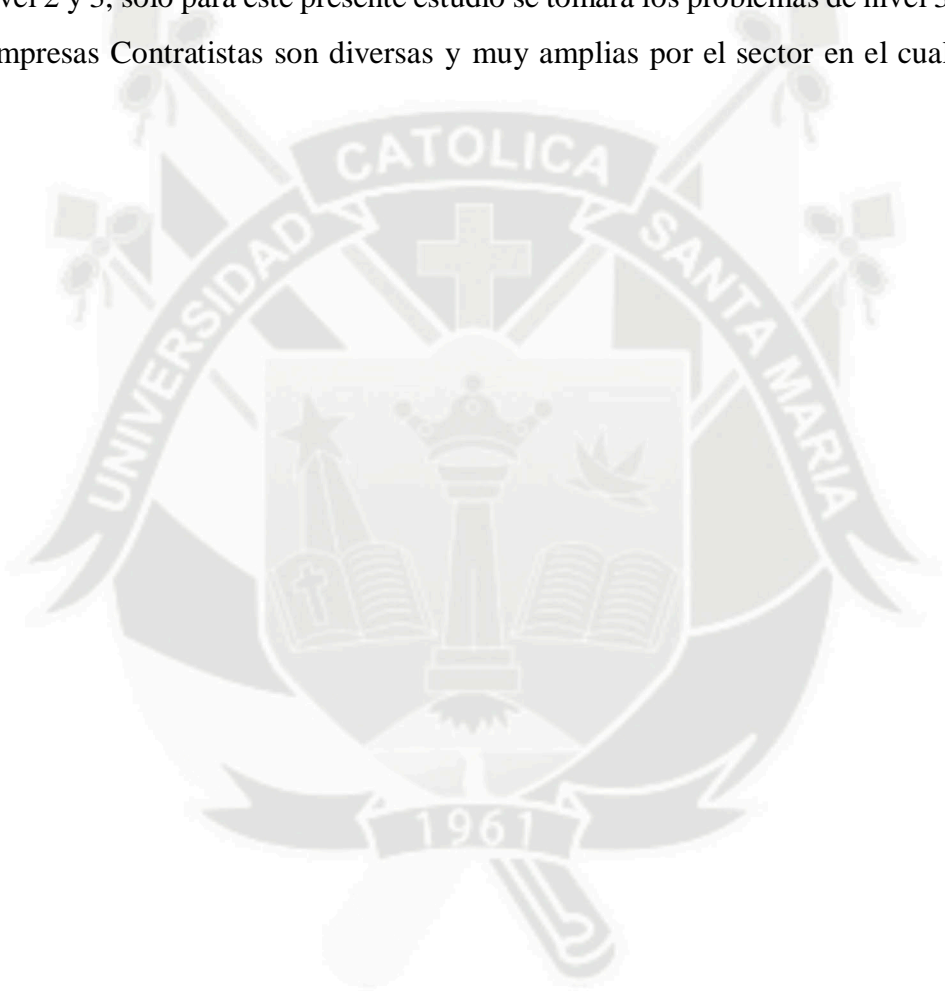 vel 2 y 3, solo para este presente estudio se tomara los problemas de nivel 3
mpresas Contratistas son diversas y muy amplias por el sector en el cual
CATOLICA
UNIVERSIDAD
SANTA MARIA
1961